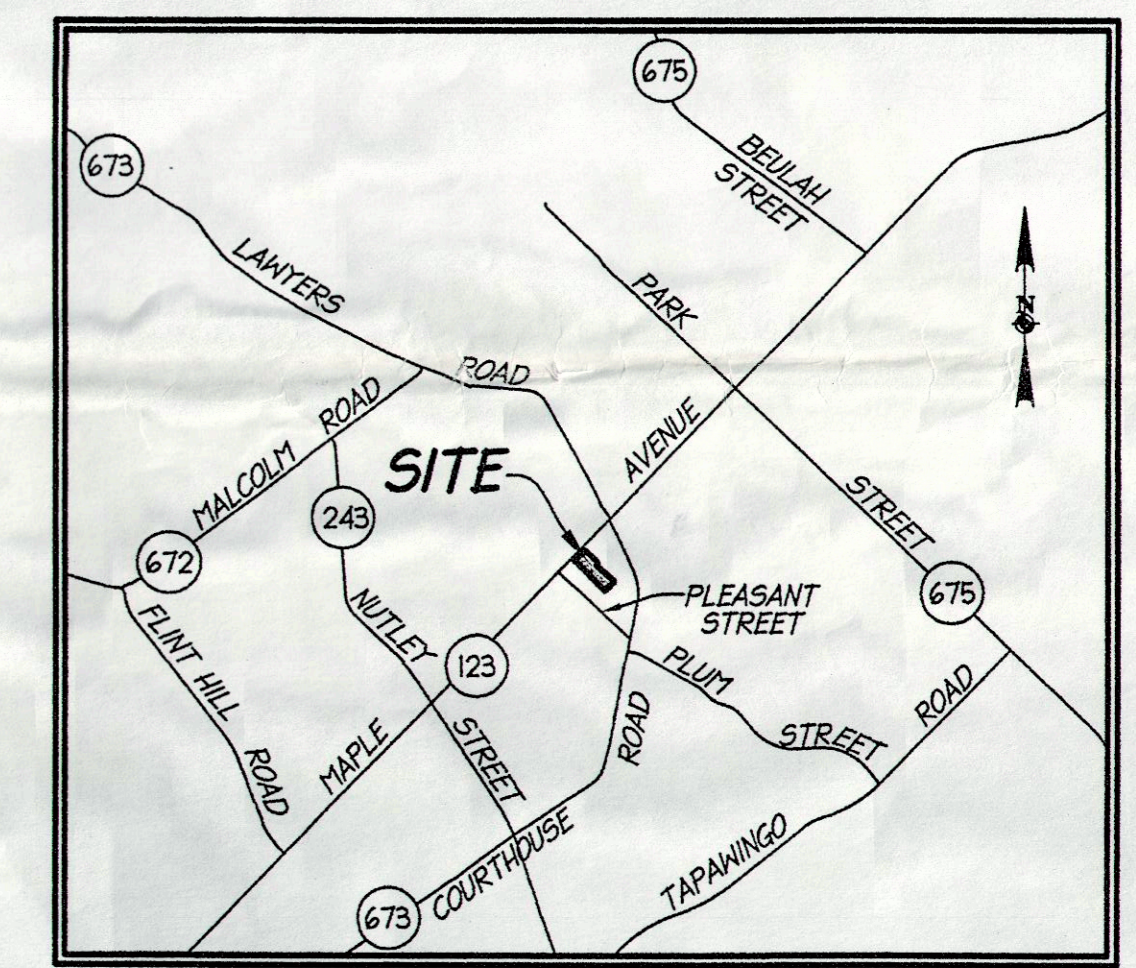 675
673
BEULAH
STREET
LAWYERS
ROAD
PARK
STREET
675
N
MALCOLM ROAD
672
AVENUE
SITE
243
NUTLEY
STREET
PLEASANT
STREET
FLINT HILL
ROAD
123
MAPLE
PLUM
STREET
ROAD
ROAD
COURTHOUSE
673
TAPAWINGO